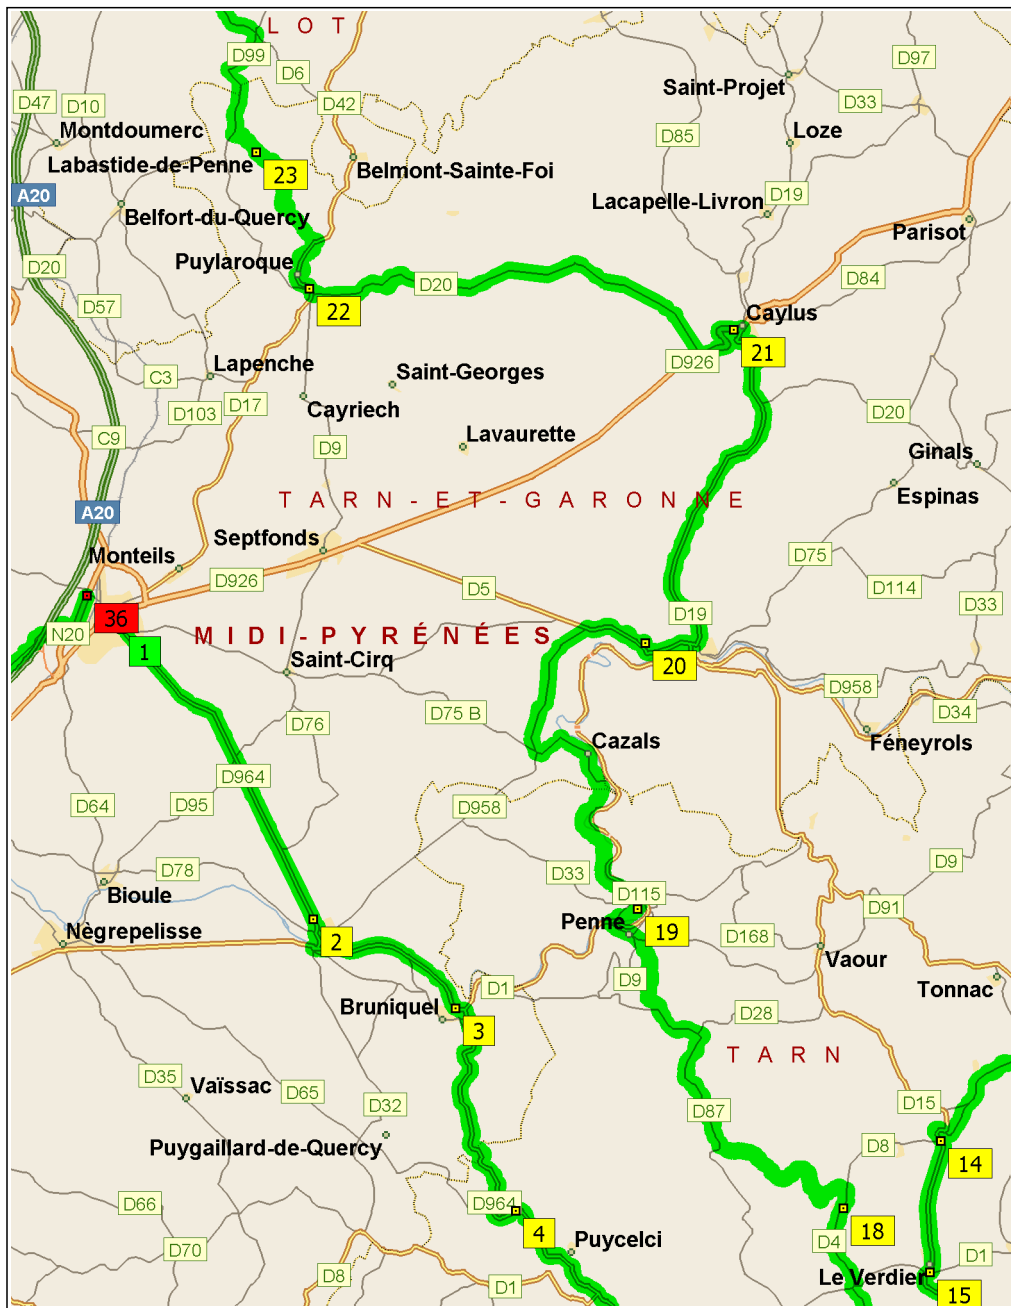 L O T
D99
D6
D97
Saint-Projet
D47
D10
D42
D33
Montdoumerc
D85
Loze
Labastide-de-Penne
Belmont-Sainte-Foi
23
A20
D19
Lacapelle-Livron
Belfort-du-Quercy
Parisot
Puylaroque
D20
D84
D20
D57
22
Caylus
21
D926
Lapenche
Saint-Georges
C3
Cayriech
D17
D103
D20
C9
Lavaurette
D9
Ginals
Espinas
TARN-ET-GARONNE
A20
Septfonds
Monteils
D75
D926
D5
D114
D33
36
D19
N20
MIDI-PYRÉNÉES
1
Saint-Cirq
20
D958
D75 B
D34
D76
Cazals
Féneyrols
D964
D64
D95
D958
D9
D78
D33
Bioule
D115
D91
Penne
19
Nègrepelisse
2
D168
Vaour
D9
D1
Tonnac
Bruniquel
D28
3
TARN
D35
Vaïssac
D65
D32
D15
D87
Puygaillard-de-Quercy
D8
14
D66
D964
18
4
Puycelci
D70
D4
D1
D8
Le Verdier
D1
15